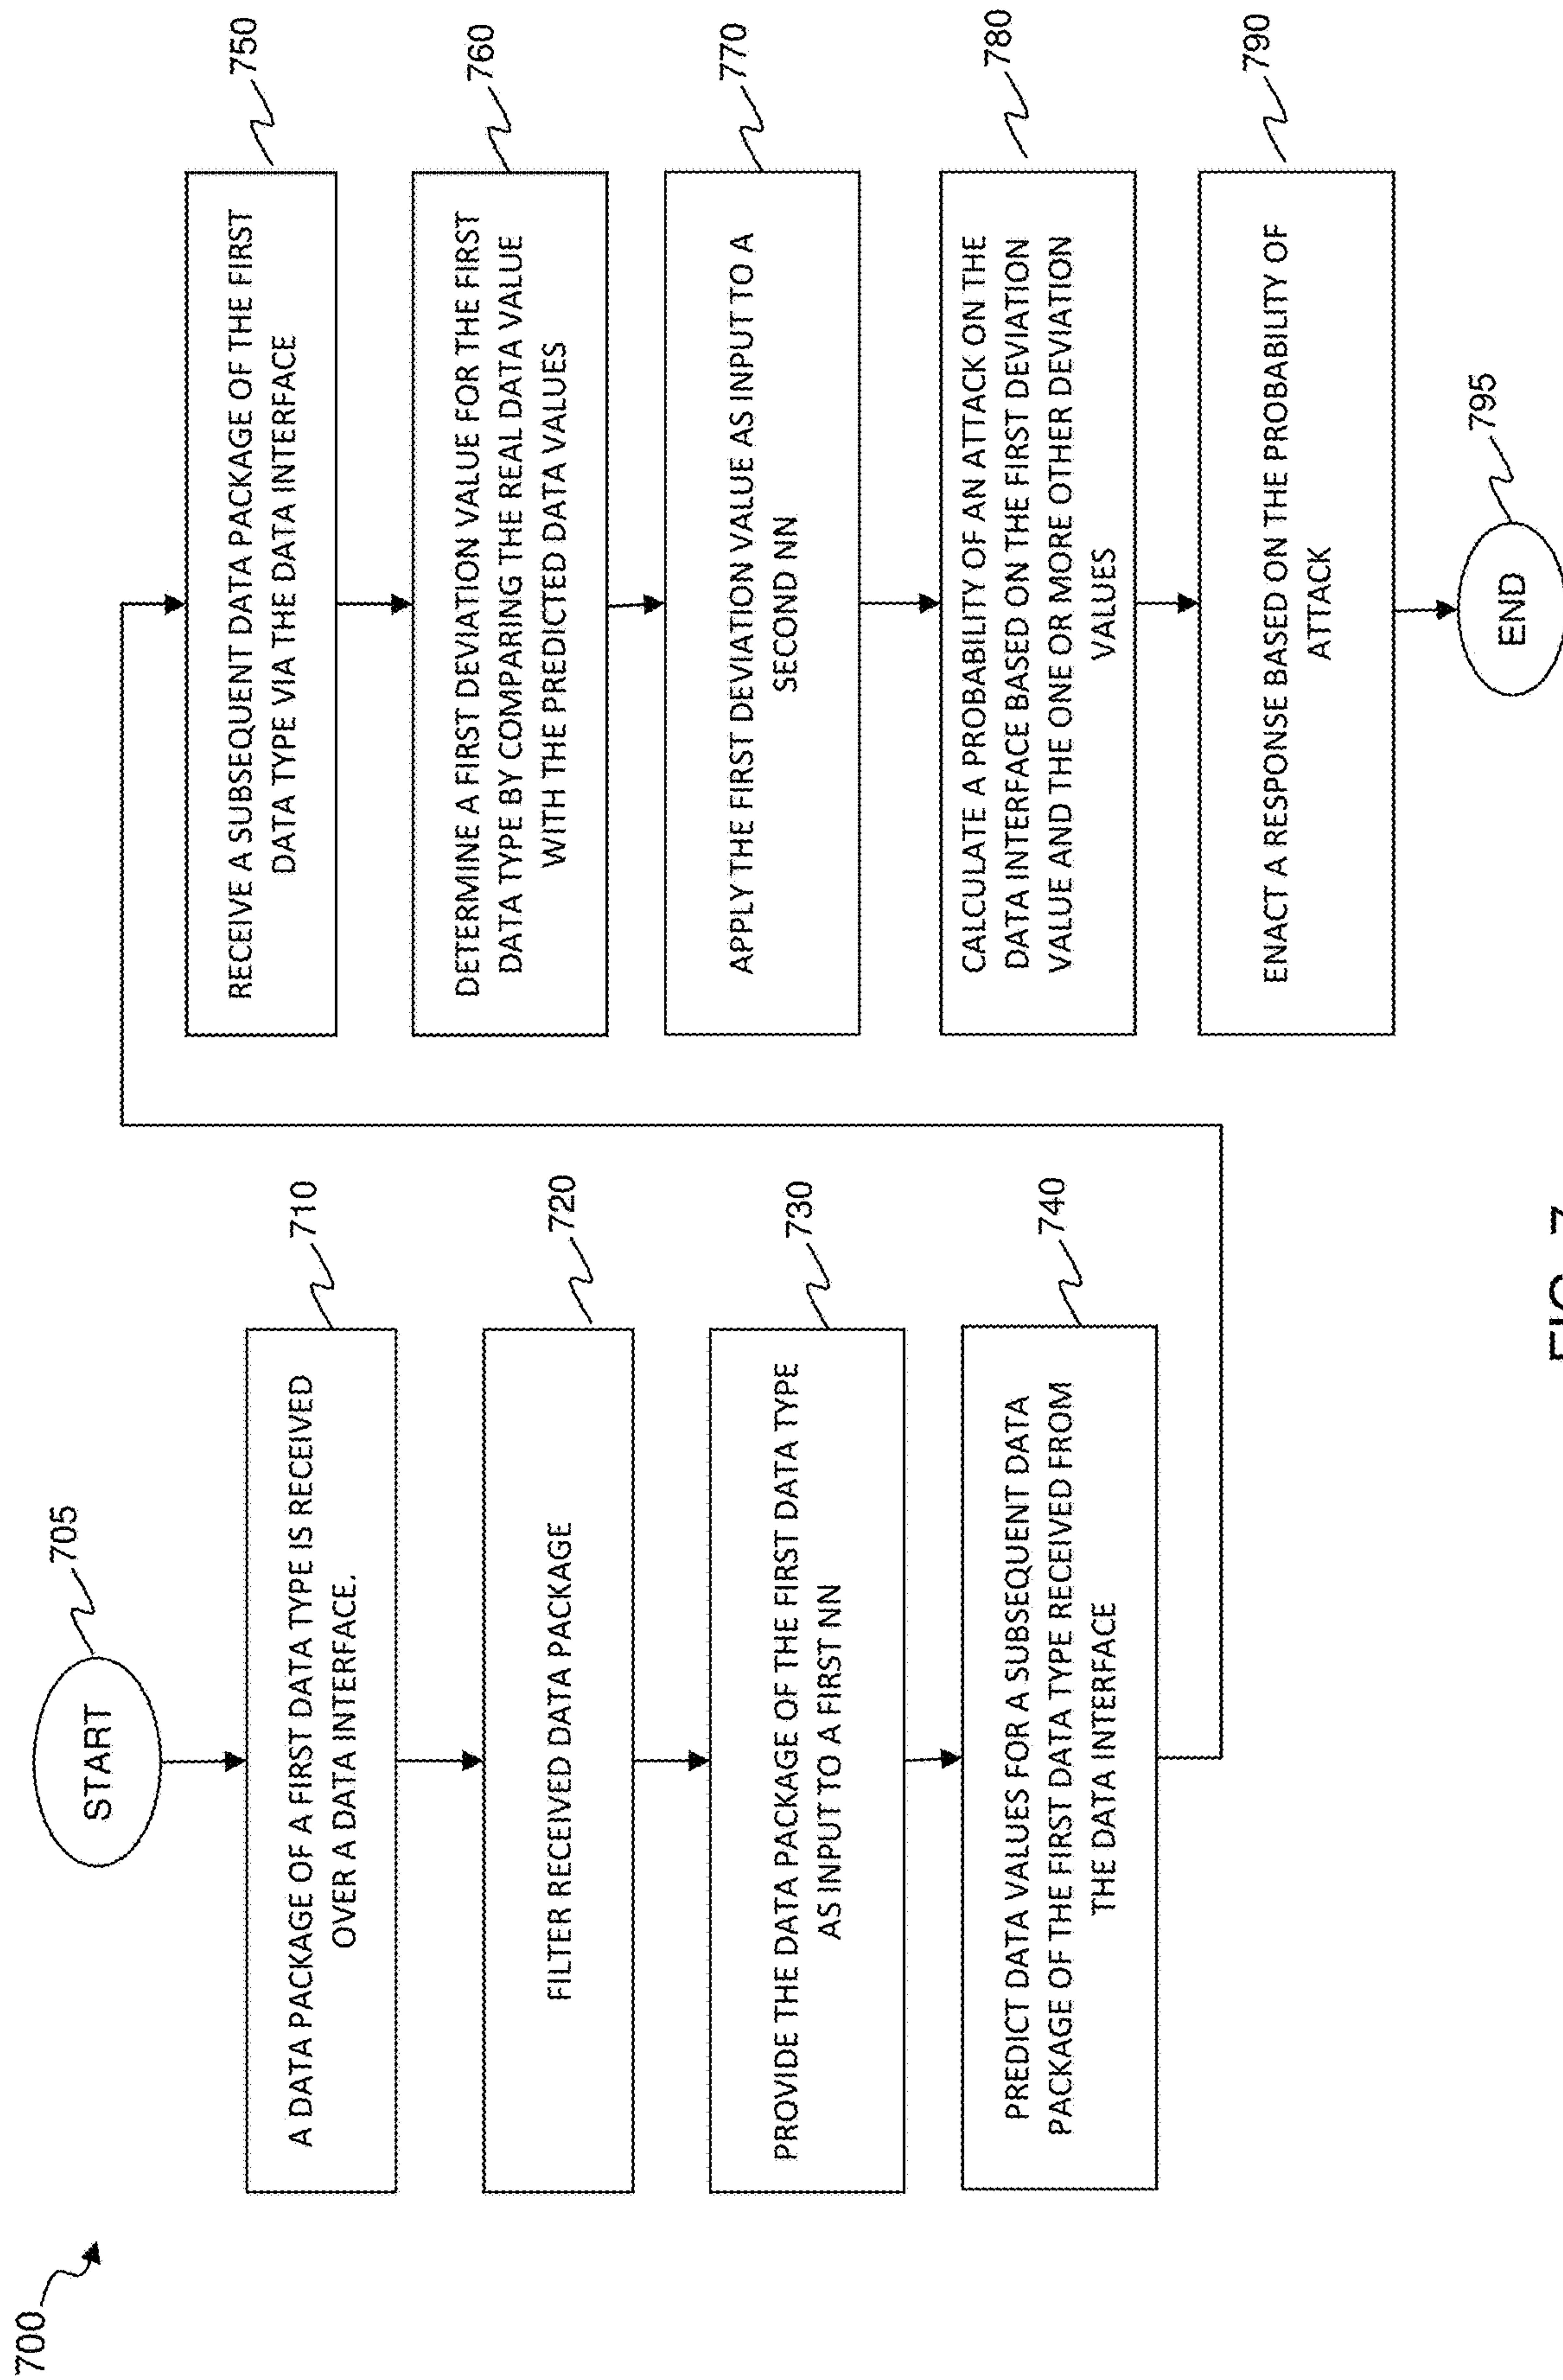 700
START
705
A DATA PACKAGE OF A FIRST DATA TYPE IS RECEIVED
OVER A DATA INTERFACE.
710
FILTER RECEIVED DATA PACKAGE
720
PROVIDE THE DATA PACKAGE OF THE FIRST DATA TYPE
AS INPUT TO A FIRST NN
730
PREDICT DATA VALUES FOR A SUBSEQUENT DATA
PACKAGE OF THE FIRST DATA TYPE RECEIVED FROM
THE DATA INTERFACE
740
RECEIVE A SUBSEQUENT DATA PACKAGE OF THE FIRST
DATA TYPE VIA THE DATA INTERFACE
750
DETERMINE A FIRST DEVIATION VALUE FOR THE FIRST
DATA TYPE BY COMPARING THE REAL DATA VALUE
WITH THE PREDICTED DATA VALUES
760
APPLY THE FIRST DEVIATION VALUE AS INPUT TO A
SECOND NN
770
CALCULATE A PROBABILITY OF AN ATTACK ON THE
DATA INTERFACE BASED ON THE FIRST DEVIATION
VALUE AND THE ONE OR MORE OTHER DEVIATION
VALUES
780
ENACT A RESPONSE BASED ON THE PROBABILITY OF
ATTACK
790
END
795
FIG. 7